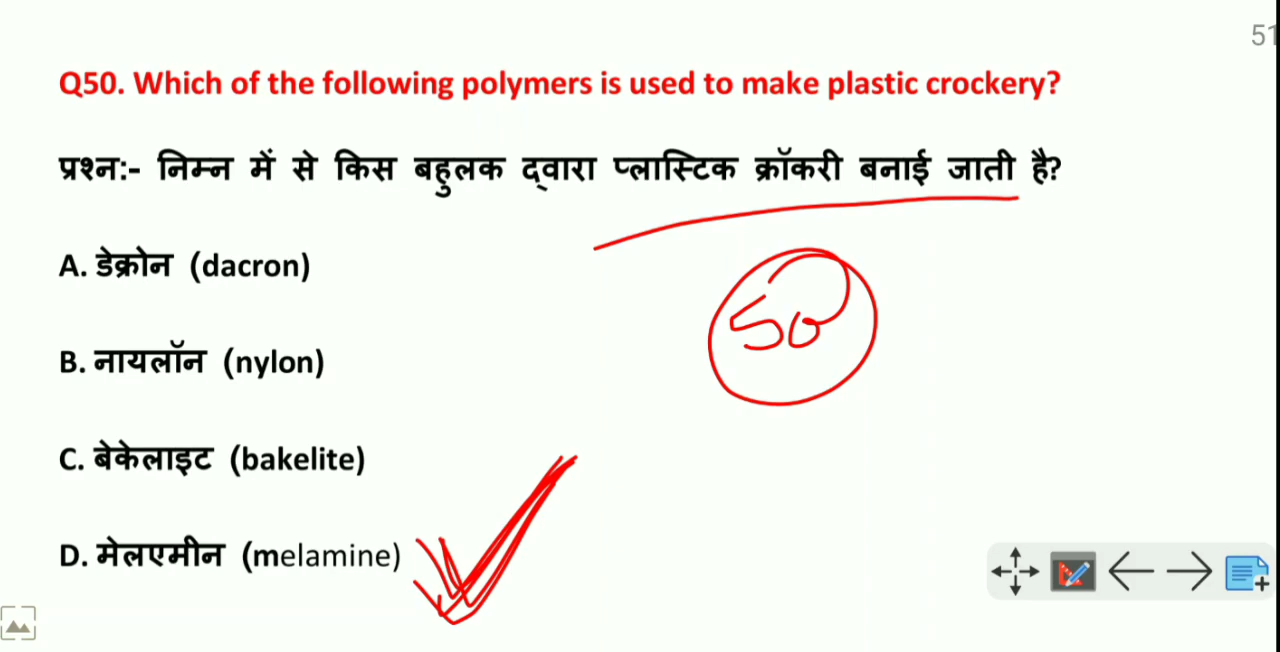 51
Q50. Which of the following polymers is used to make plastic crockery?
प्रश्न:- निम्न में से किस बहुलक द्वारा प्लास्टिक क्रॉकरी बनाई जाती है?
A. डेक्रोन (dacron)
50
B. नायलॉन (nylon)
C. बेकेलाइट (bakelite)
D. मेलएमीन (melamine)